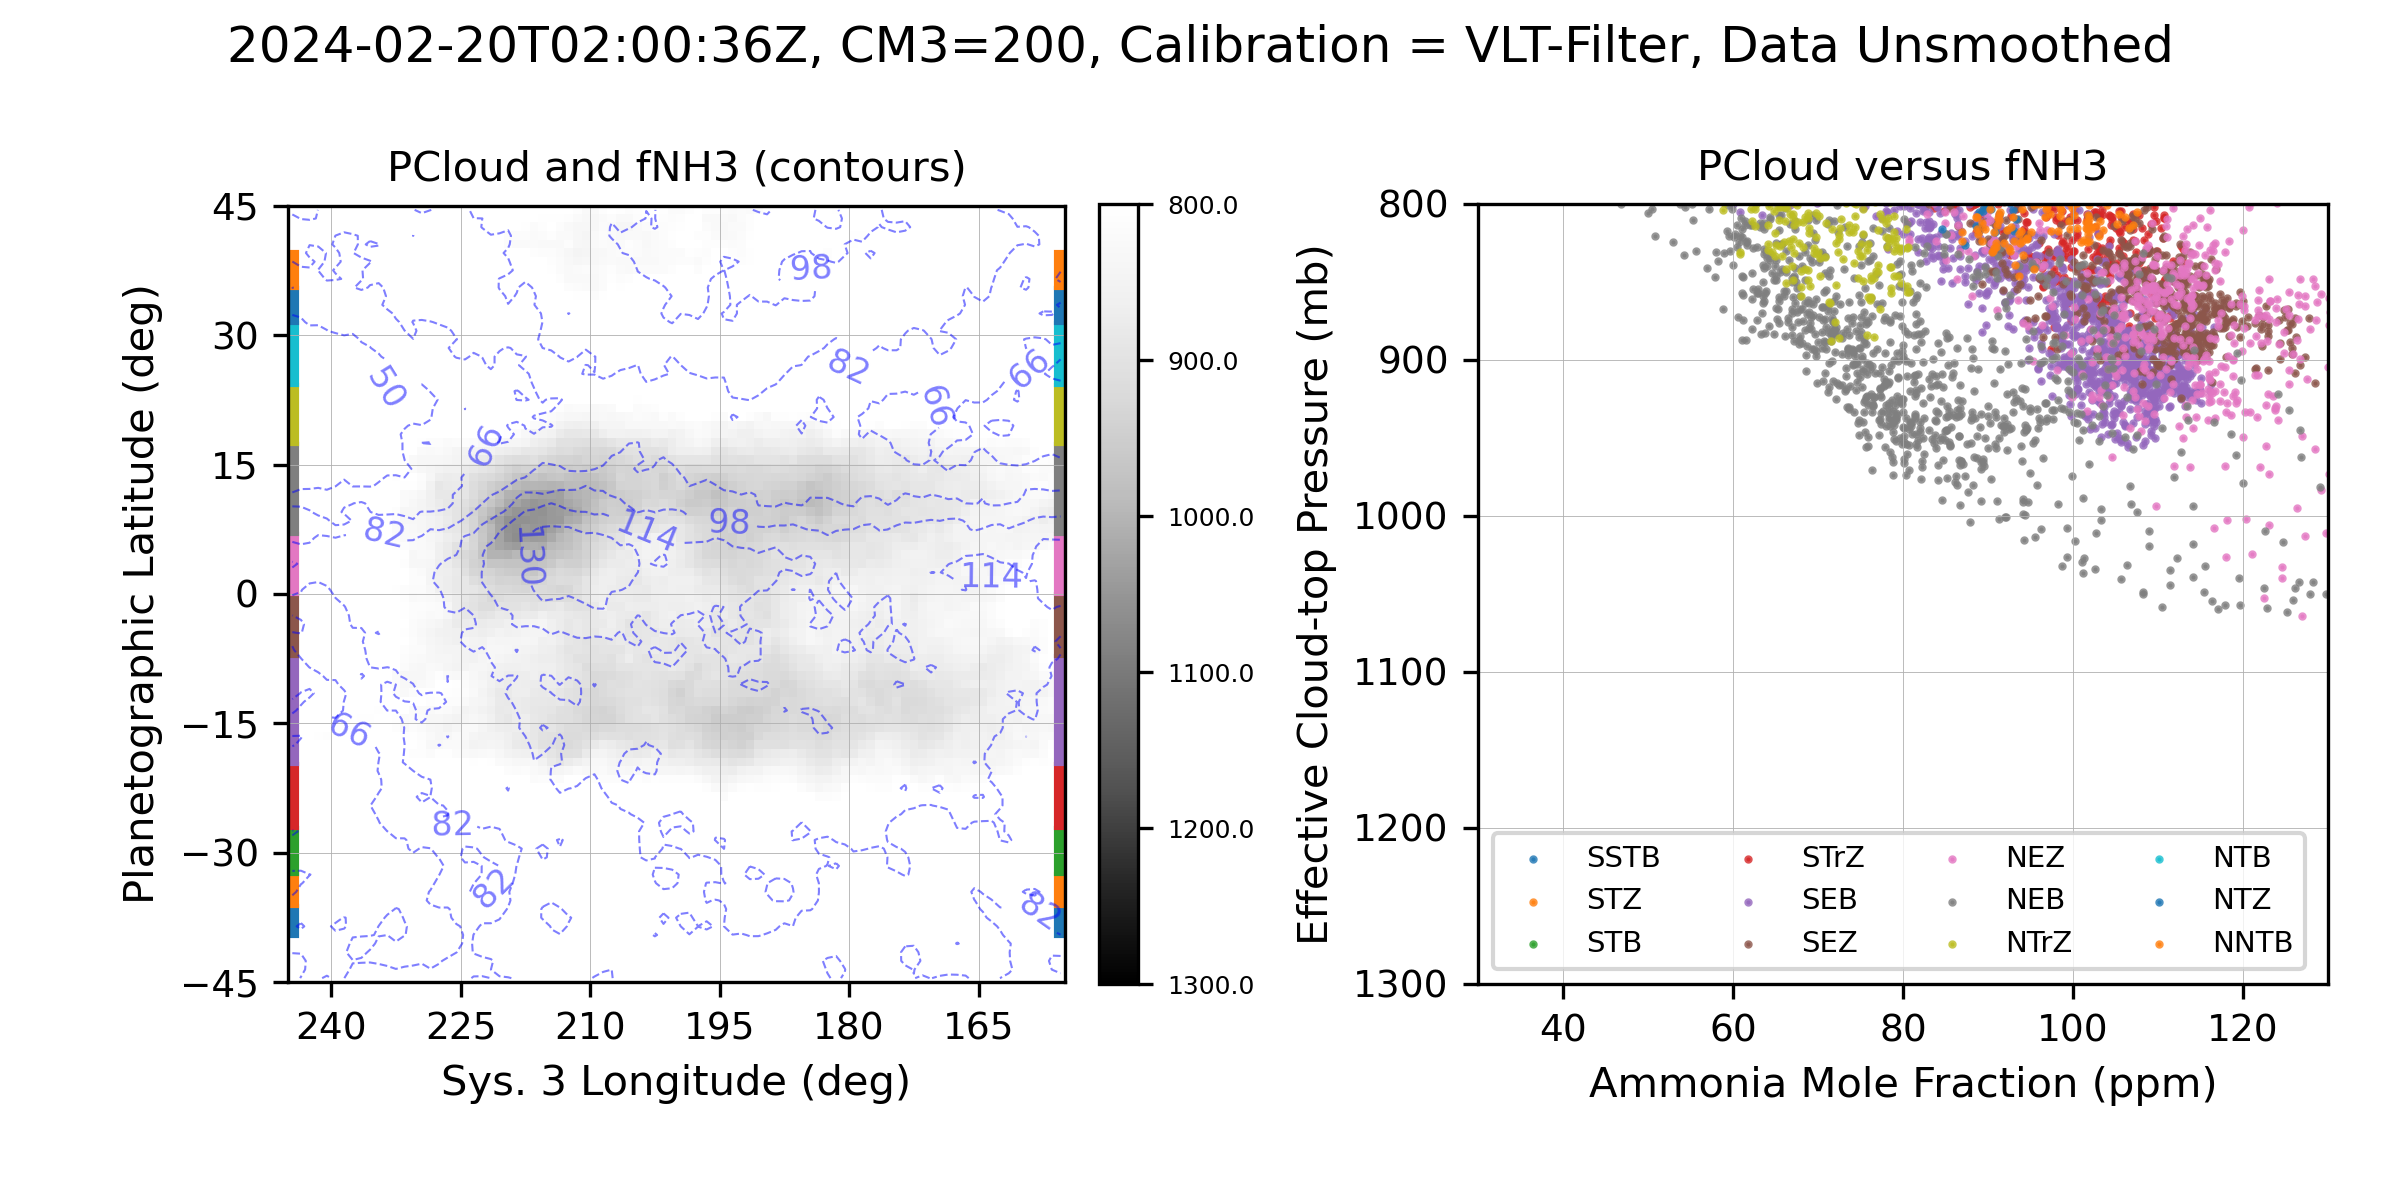 2024-02-20T02:00:36Z, CM3=200, Calibration = VLT-Filter, Data Unsmoothed
PCloud and fNH3 (contours)
Planetographic Latitude (deg)
45
30
15
0
−15
−30
−45
98
82
66
50
66
66
82
114
98
130
114
66
82
82
82
240
225
210
195
180
165
Sys. 3 Longitude (deg)
800.0
900.0
1000.0
1100.0
1200.0
1300.0
PCloud versus fNH3
Effective Cloud-top Pressure (mb)
800
900
1000
1100
1200
1300
SSTB
STZ
STB
STrZ
SEB
SEZ
NEZ
NEB
NTrZ
NTB
NTZ
NNTB
40
60
80
100
120
Ammonia Mole Fraction (ppm)